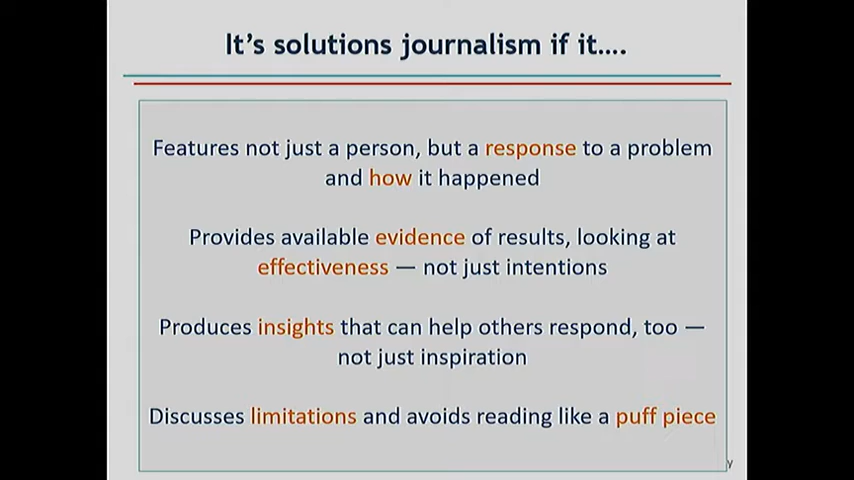 It's solutions journalism if it....
Features not just a person, but a response to a problem
and how it happened
Provides available evidence of results, looking at
effectiveness — not just intentions
Produces insights that can help others respond, too —
not just inspiration
Discusses limitations and avoids reading like a puff piece
y